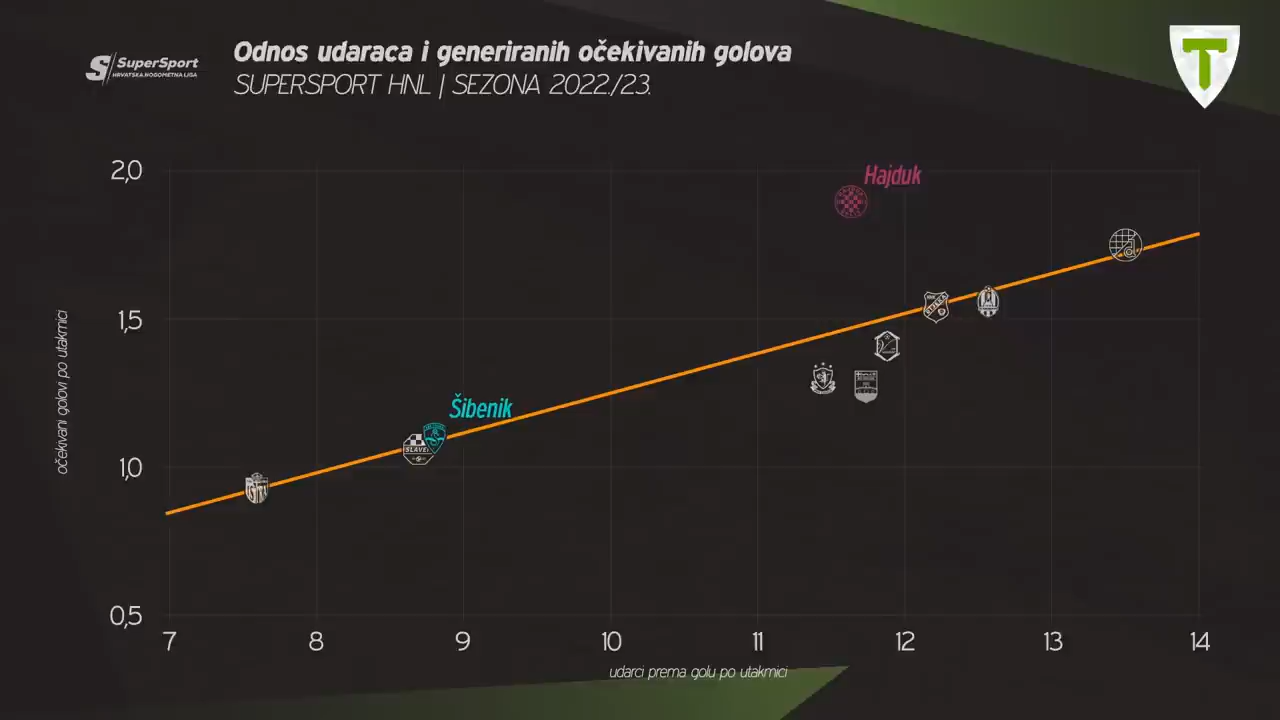 SuperSport
HRVATSKA NOGOMETNA LIGA
Odnos udaraca i generiranih očekivanih golova
SUPERSPORT HNL | SEZONA 2022./23.
T
2,0
1,5
1,0
0,5
očekivani golovi po utakmici
Hajduk
Šibenik
SLAVEN
RIJEKA
7 8 9 10 11 12 13 14
udarci prema golu po utakmici